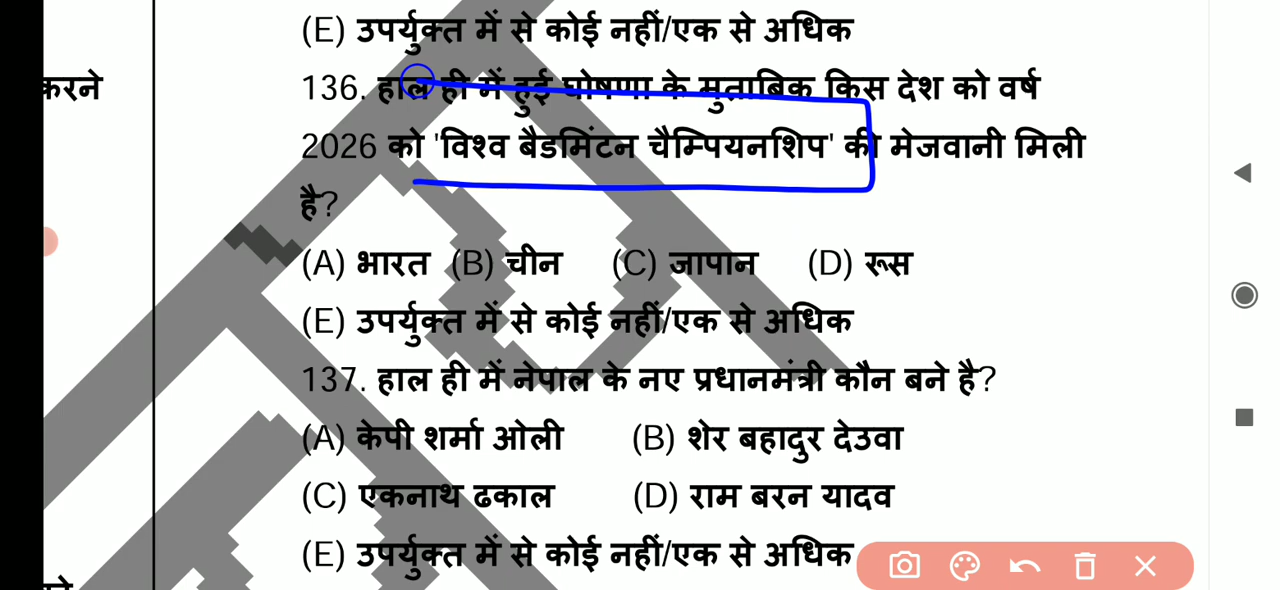 (E) उपर्युक्त में से कोई नहीं/एक से अधिक
करने
136. हाल ही में हुई घोषणा के मुताबिक किस देश को वर्ष
2026 को 'विश्व बैडमिंटन चैम्पियनशिप' की मेजवानी मिली
है?
(A) भारत (B) चीन (C) जापान (D) रूस
(E) उपर्युक्त में से कोई नहीं/एक से अधिक
137. हाल ही में नेपाल के नए प्रधानमंत्री कौन बने है?
(A) केपी शर्मा ओली (B) शेर बहादुर देउवा
(C) एकनाथ ढकाल (D) राम बरन यादव
(E) उपर्युक्त में से कोई नहीं/एक से अधिक